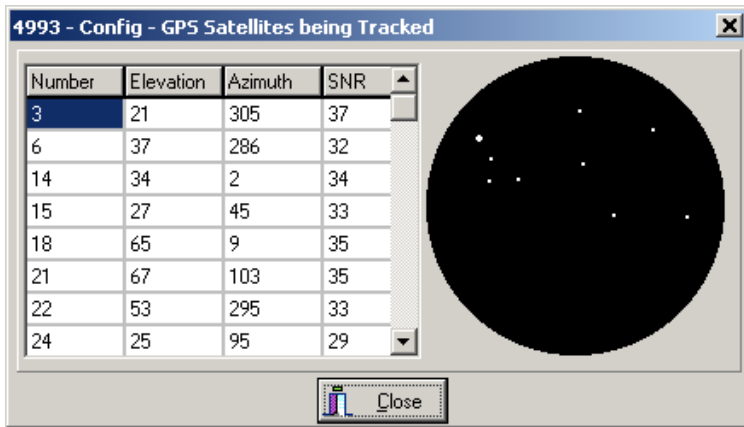 4993 - Config - GPS Satellites being Tracked
Number Elevation Azimuth SNR
3 21 305 37
6 37 286 32
14 34 2 34
15 27 45 33
18 65 9 35
21 67 103 35
22 53 295 33
24 25 95 29
Close